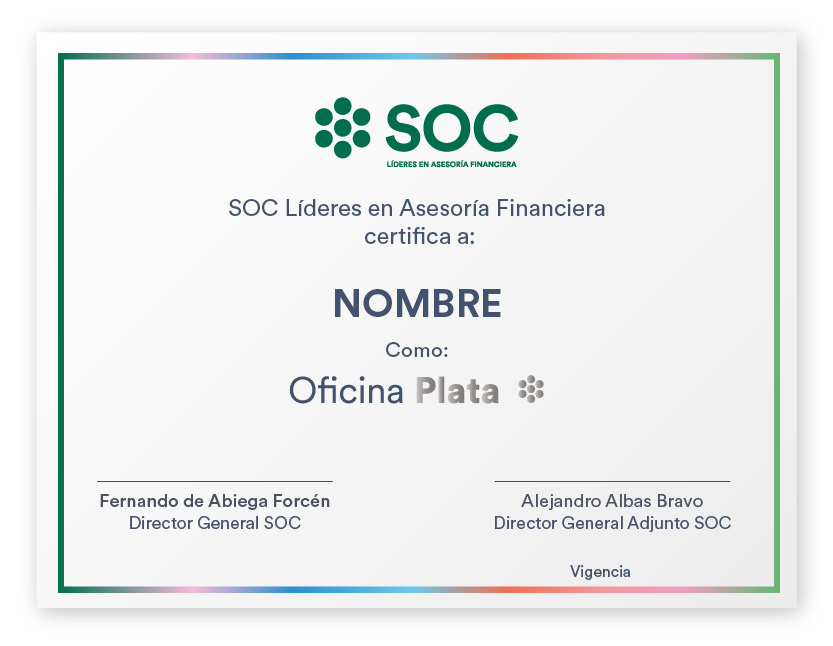 SOC
LÍDERES EN ASESORÍA FINANCIERA
SOC Líderes en Asesoría Financiera
certifica a:
NOMBRE
Como:
Oficina Plata
Fernando de Abiega Forcén
Director General SOC
Alejandro Albas Bravo
Director General Adjunto SOC
Vigencia